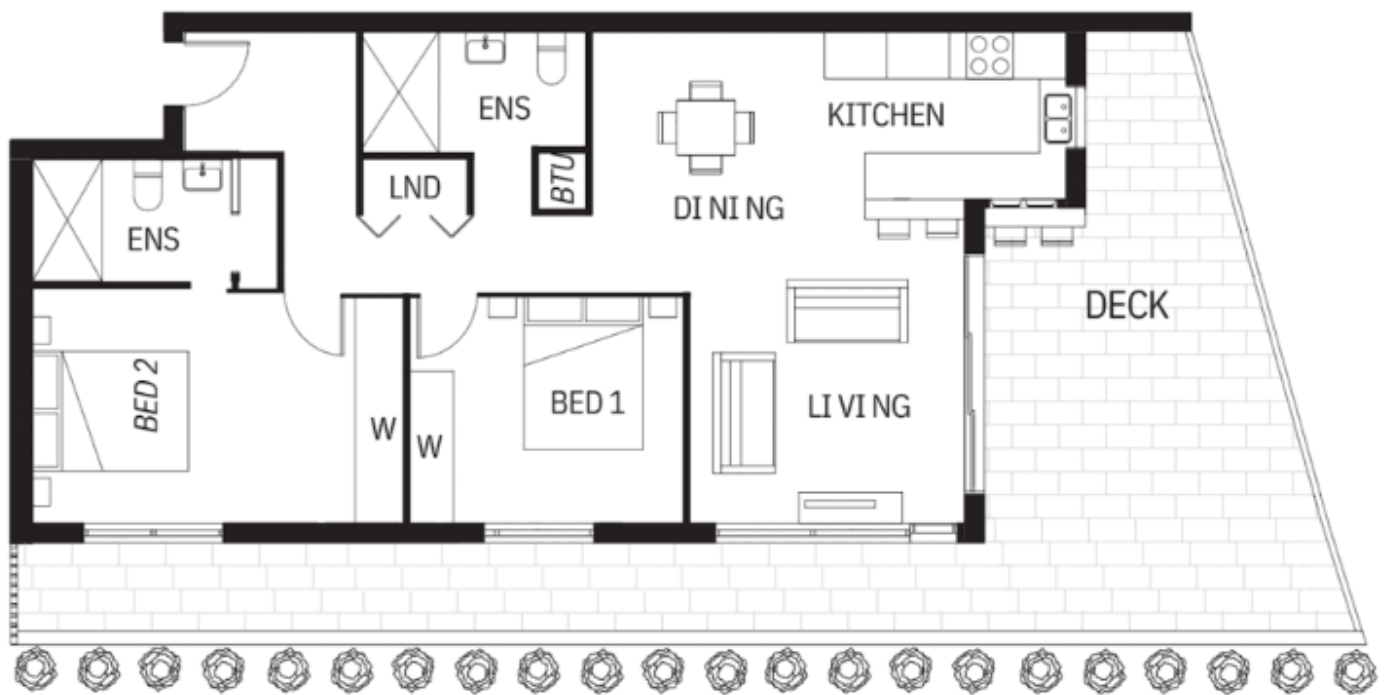 ENS
KITCHEN
BTU
LND
DINING
ENS
DECK
BED 2
BED 1
LIVING
W
W